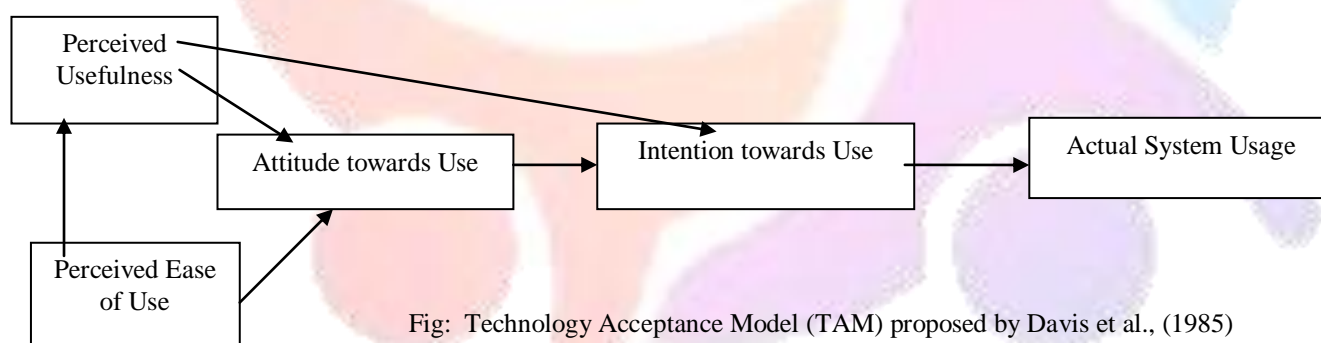 Perceived
Usefulness
Attitude towards Use
Intention towards Use
Actual System Usage
Perceived Ease
of Use
Fig: Technology Acceptance Model (TAM) proposed by Davis et al., (1985)